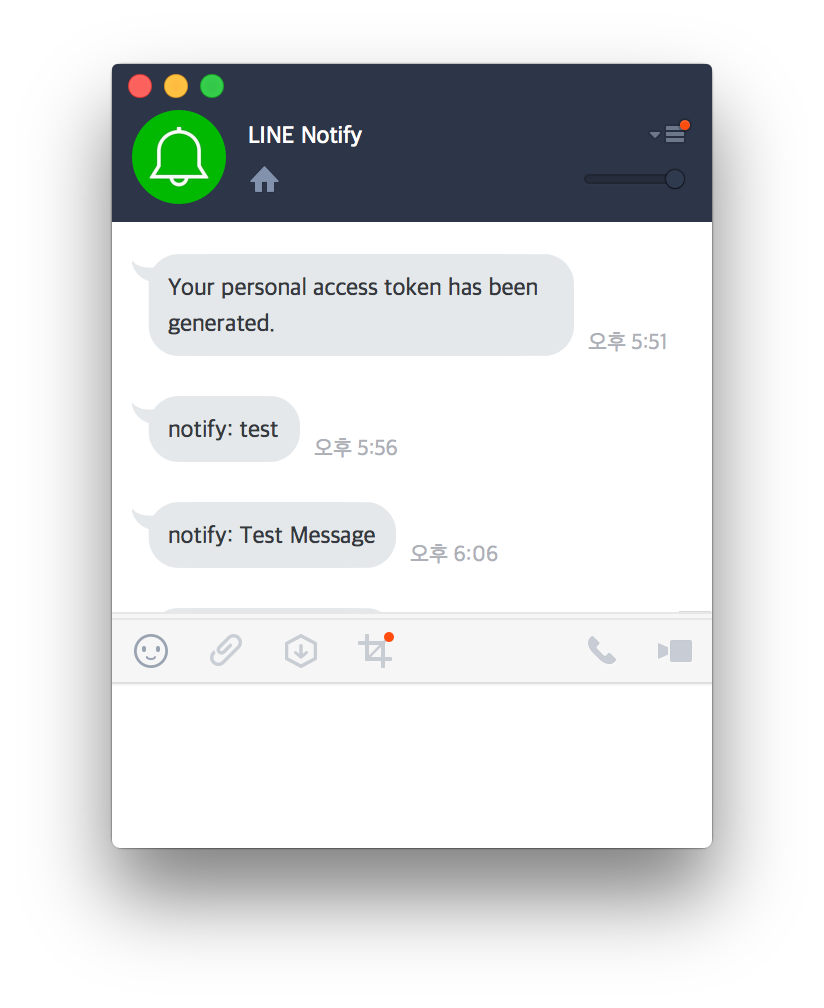 LINE Notify
Your personal access token has been
generated.
오후 5:51
notify: test
오후 5:56
notify: Test Message
오후 6:06